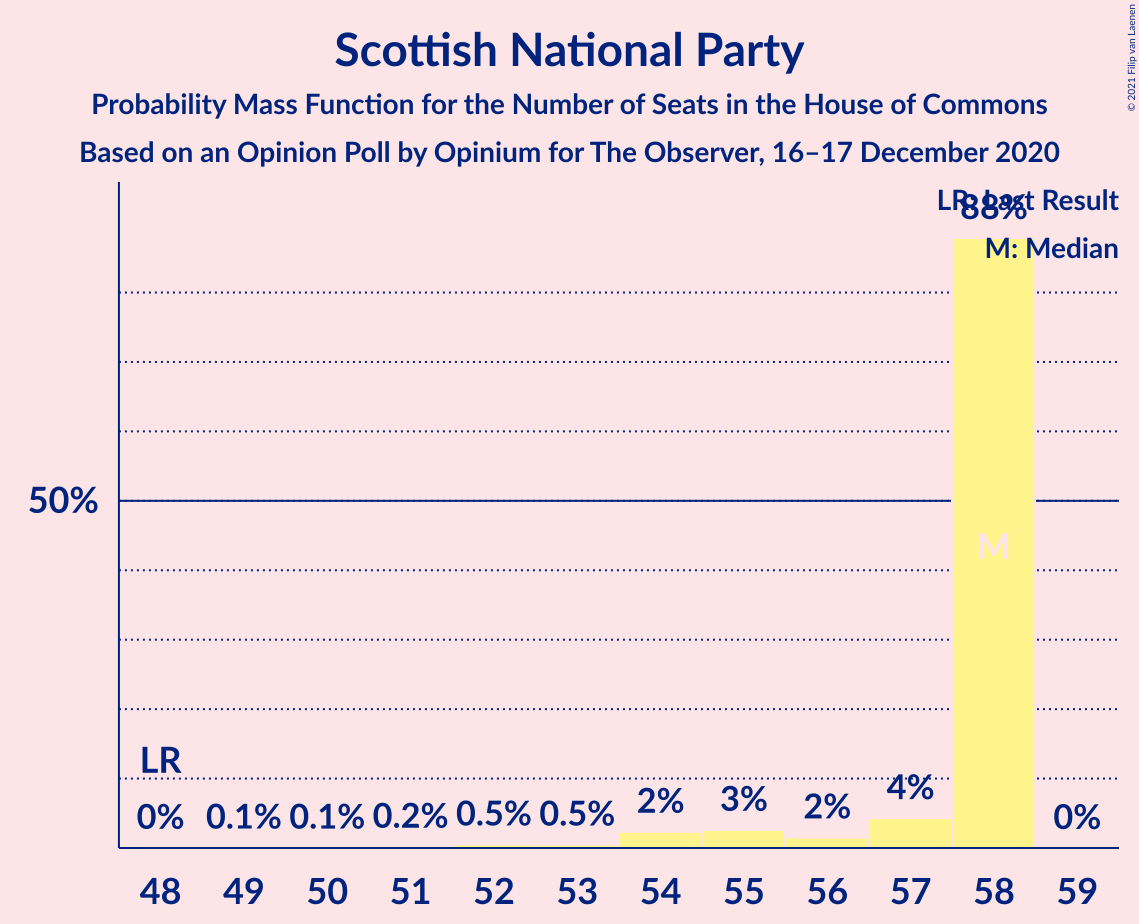 © 2021 Filip van Laenen
Scottish National Party
Probability Mass Function for the Number of Seats in the House of Commons
Based on an Opinion Poll by Opinium for The Observer, 16–17 December 2020
LR: Last Result
88%
M: Median
50%
M
LR
0% 0.1% 0.1% 0.2% 0.5% 0.5% 2% 3% 2% 4% 0%
48 49 50 51 52 53 54 55 56 57 58 59